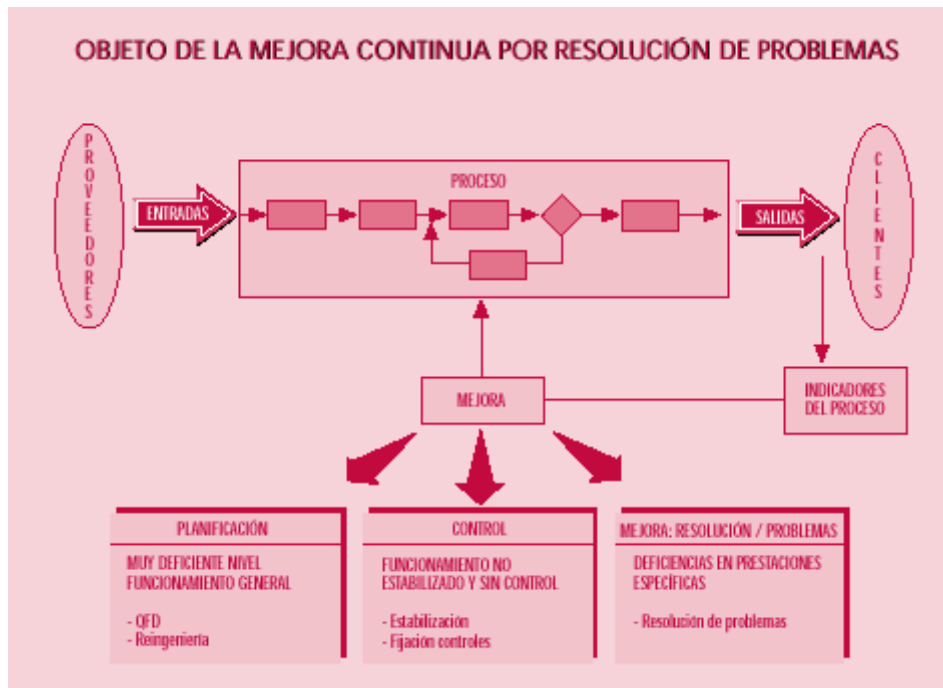 OBJETO DE LA MEJORA CONTINUA POR RESOLUCIÓN DE PROBLEMAS
PROVEEDORES
ENTRADAS
PROCESO
SALIDAS
CLIENTES
INDICADORES
DEL PROCESO
MEJORA
PLANIFICACIÓN
MUY DEFICIENTE NIVEL
FUNCIONAMIENTO GENERAL
- QFD
- Reingeniería
CONTROL
FUNCIONAMIENTO NO
ESTABILIZADO Y SIN CONTROL
- Estabilización
- Fijación controles
MEJORA: RESOLUCIÓN / PROBLEMAS
DEFICIENCIAS EN PRESTACIONES
ESPECÍFICAS
- Resolución de problemas